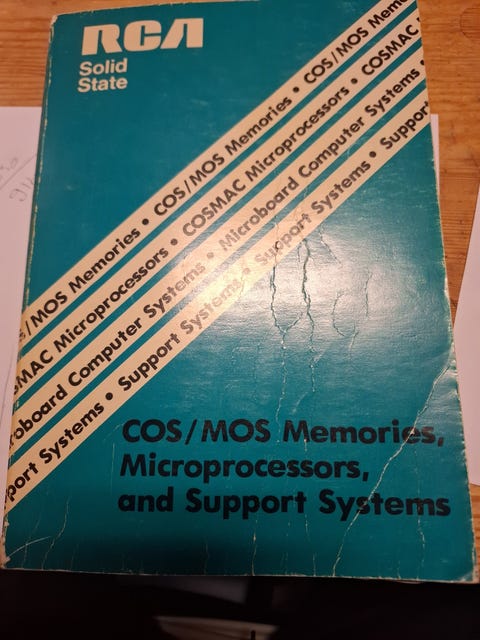 RCA
Solid
State
S/MOS Memories • COS/MOS Memories • COS/MOS Memo
SMAC Microprocessors • COSMAC Microprocessors • COSMAC
roboard Computer Systems • Microboard Computer Systems •
port Systems • Support Systems • Support Systems • Support
COS/MOS Memories,
Microprocessors,
and Support Systems